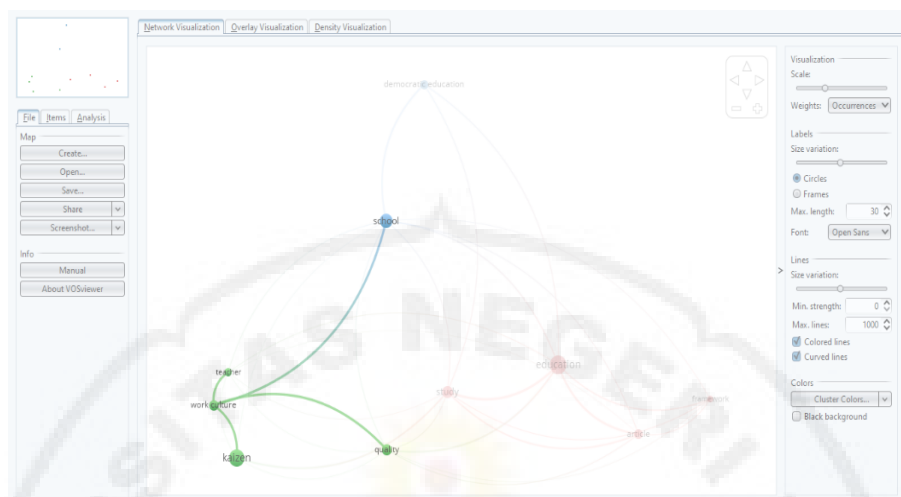 Network Visualization Overlay Visualization Density Visualization
File Items Analysis
Map
Create...
Open...
Save...
Share
Screenshot...
Info
Manual
About VOSviewer
democratic education
school
teacher
work culture
kaizen
quality
study
education
framework
article
SITAS NEGERI
>
Visualization
Scale:
Weights: Occurrences
Labels
Size variation:
Circles
Frames
Max. length: 30
Font: Open Sans
Lines
Size variation:
Min. strength: 0
Max. lines: 1000
Colored lines
Curved lines
Colors
Cluster Colors...
Black background